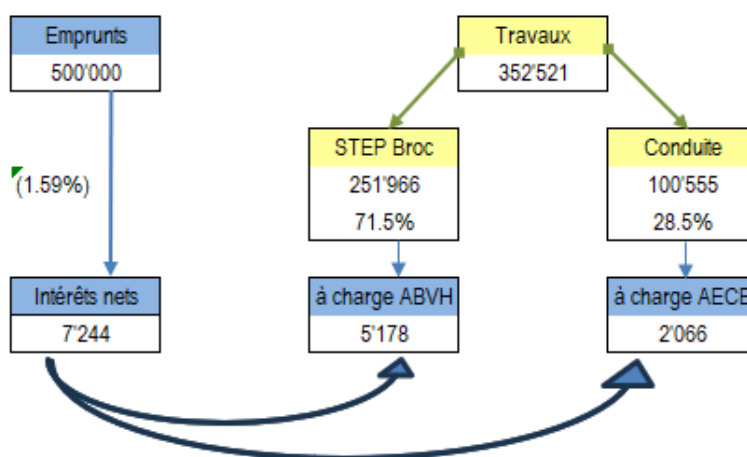 Emprunts
500'000
Travaux
352'521
(1.59%)
STEP Broc
251'966
71.5%
Conduite
100'555
28.5%
Intérêts nets
7'244
à charge ABVH
5'178
à charge AECE
2'066